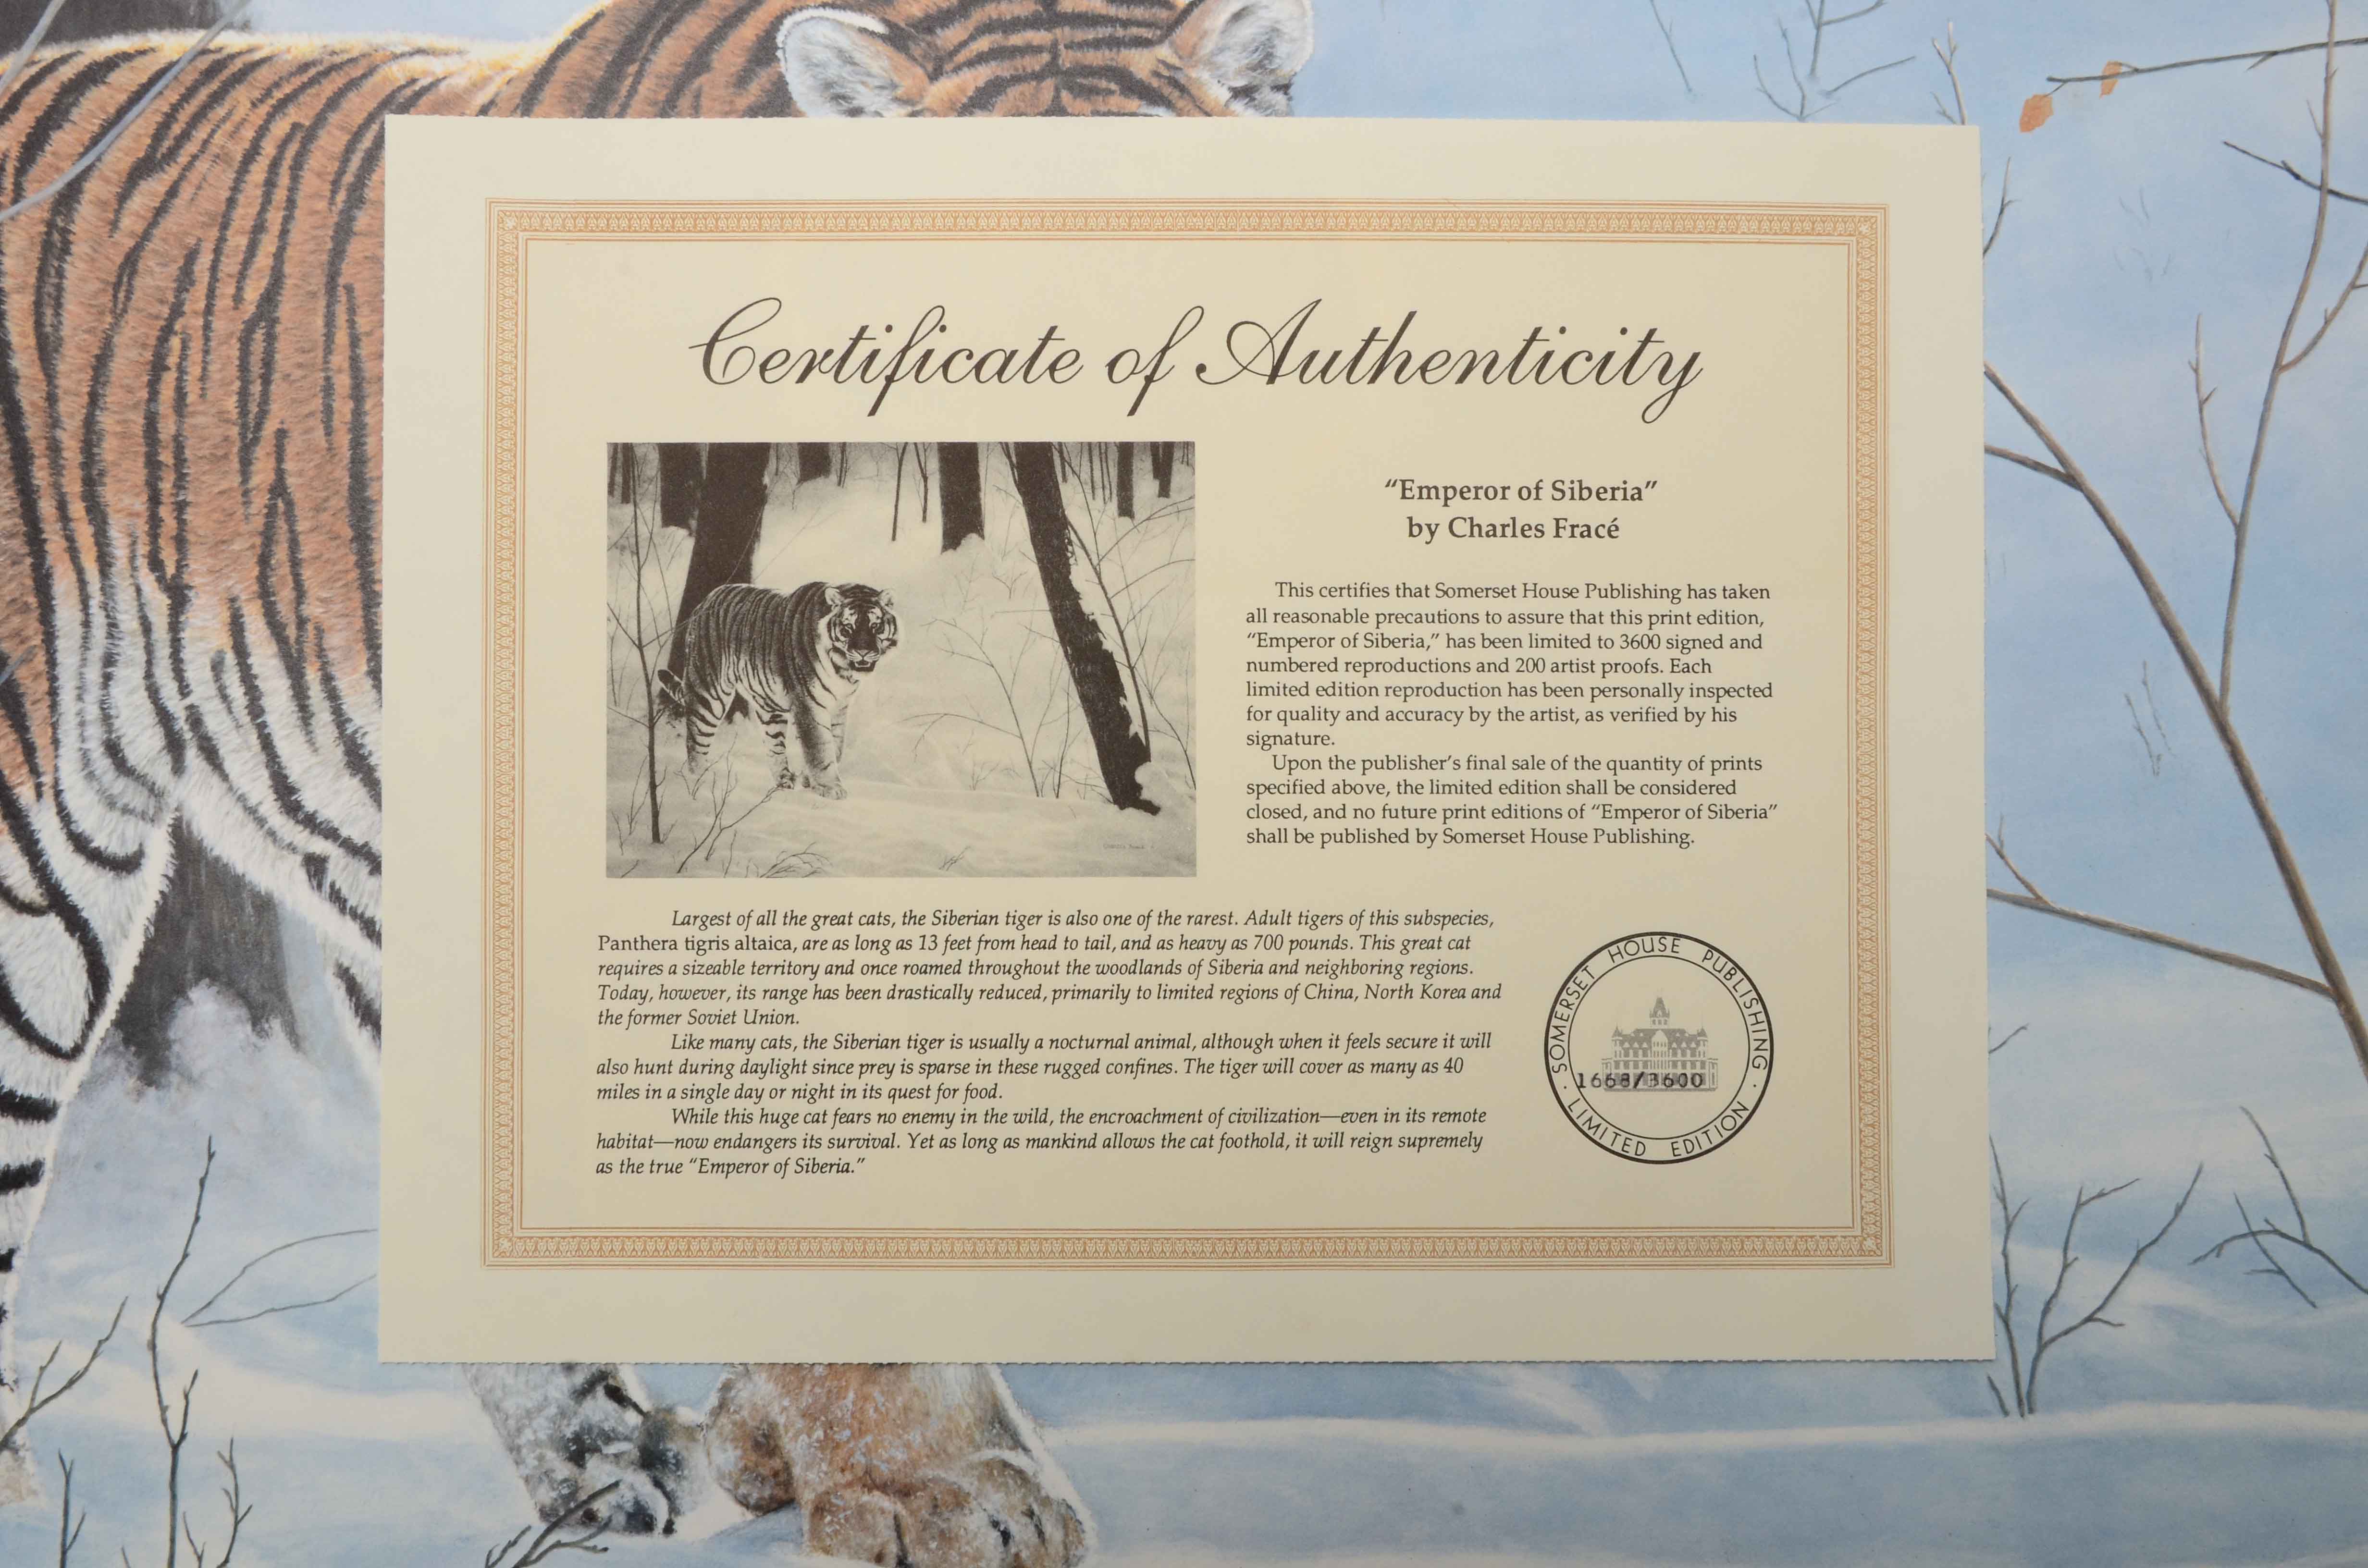 Certificate of Authenticity
“Emperor of Siberia”
by Charles Fracé
This certifies that Somerset House Publishing has taken
all reasonable precautions to assure that this print edition,
“Emperor of Siberia,” has been limited to 3600 signed and
numbered reproductions and 200 artist proofs. Each
limited edition reproduction has been personally inspected
for quality and accuracy by the artist, as verified by his
signature.
Upon the publisher’s final sale of the quantity of prints
specified above, the limited edition shall be considered
closed, and no future print editions of “Emperor of Siberia”
shall be published by Somerset House Publishing.
Largest of all the great cats, the Siberian tiger is also one of the rarest. Adult tigers of this subspecies,
Panthera tigris altaica, are as long as 13 feet from head to tail, and as heavy as 700 pounds. This great cat
requires a sizeable territory and once roamed throughout the woodlands of Siberia and neighboring regions.
Today, however, its range has been drastically reduced, primarily to limited regions of China, North Korea and
the former Soviet Union.
Like many cats, the Siberian tiger is usually a nocturnal animal, although when it feels secure it will
also hunt during daylight since prey is sparse in these rugged confines. The tiger will cover as many as 40
miles in a single day or night in its quest for food.
While this huge cat fears no enemy in the wild, the encroachment of civilization—even in its remote
habitat—now endangers its survival. Yet as long as mankind allows the cat foothold, it will reign supremely
as the true “Emperor of Siberia.”
· SOMERSET HOUSE PUBLISHING ·
1668/3600
LIMITED EDITION